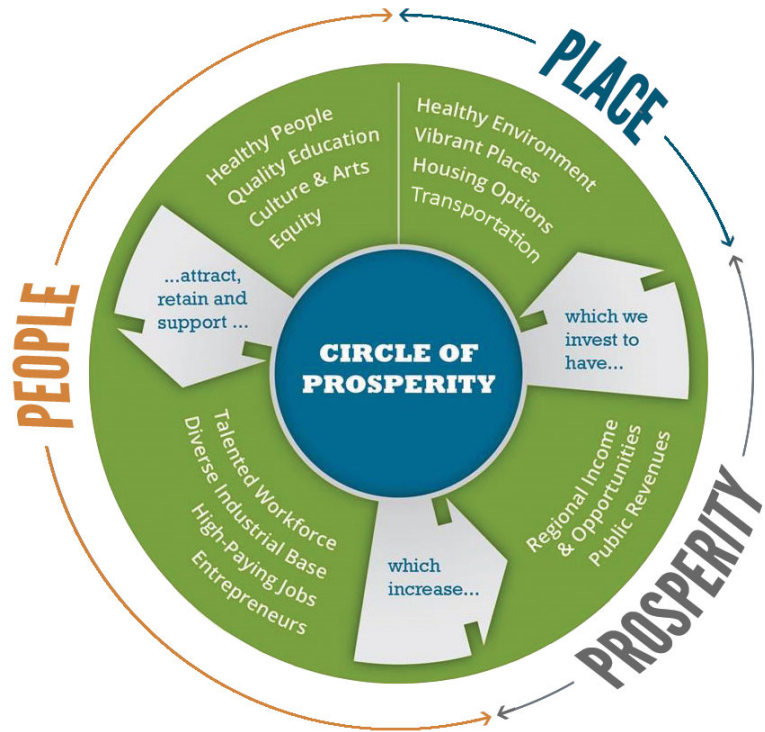 PEOPLE
PLACE
PROSPERITY
Healthy People
Quality Education
Culture & Arts
Equity
Healthy Environment
Vibrant Places
Housing Options
Transportation
...attract,
retain and
support ...
which we
invest to
have...
CIRCLE OF
PROSPERITY
Talented Workforce
Diverse Industrial Base
High-Paying Jobs
Entrepreneurs
which
increase...
Regional Income
& Opportunities
Public Revenues